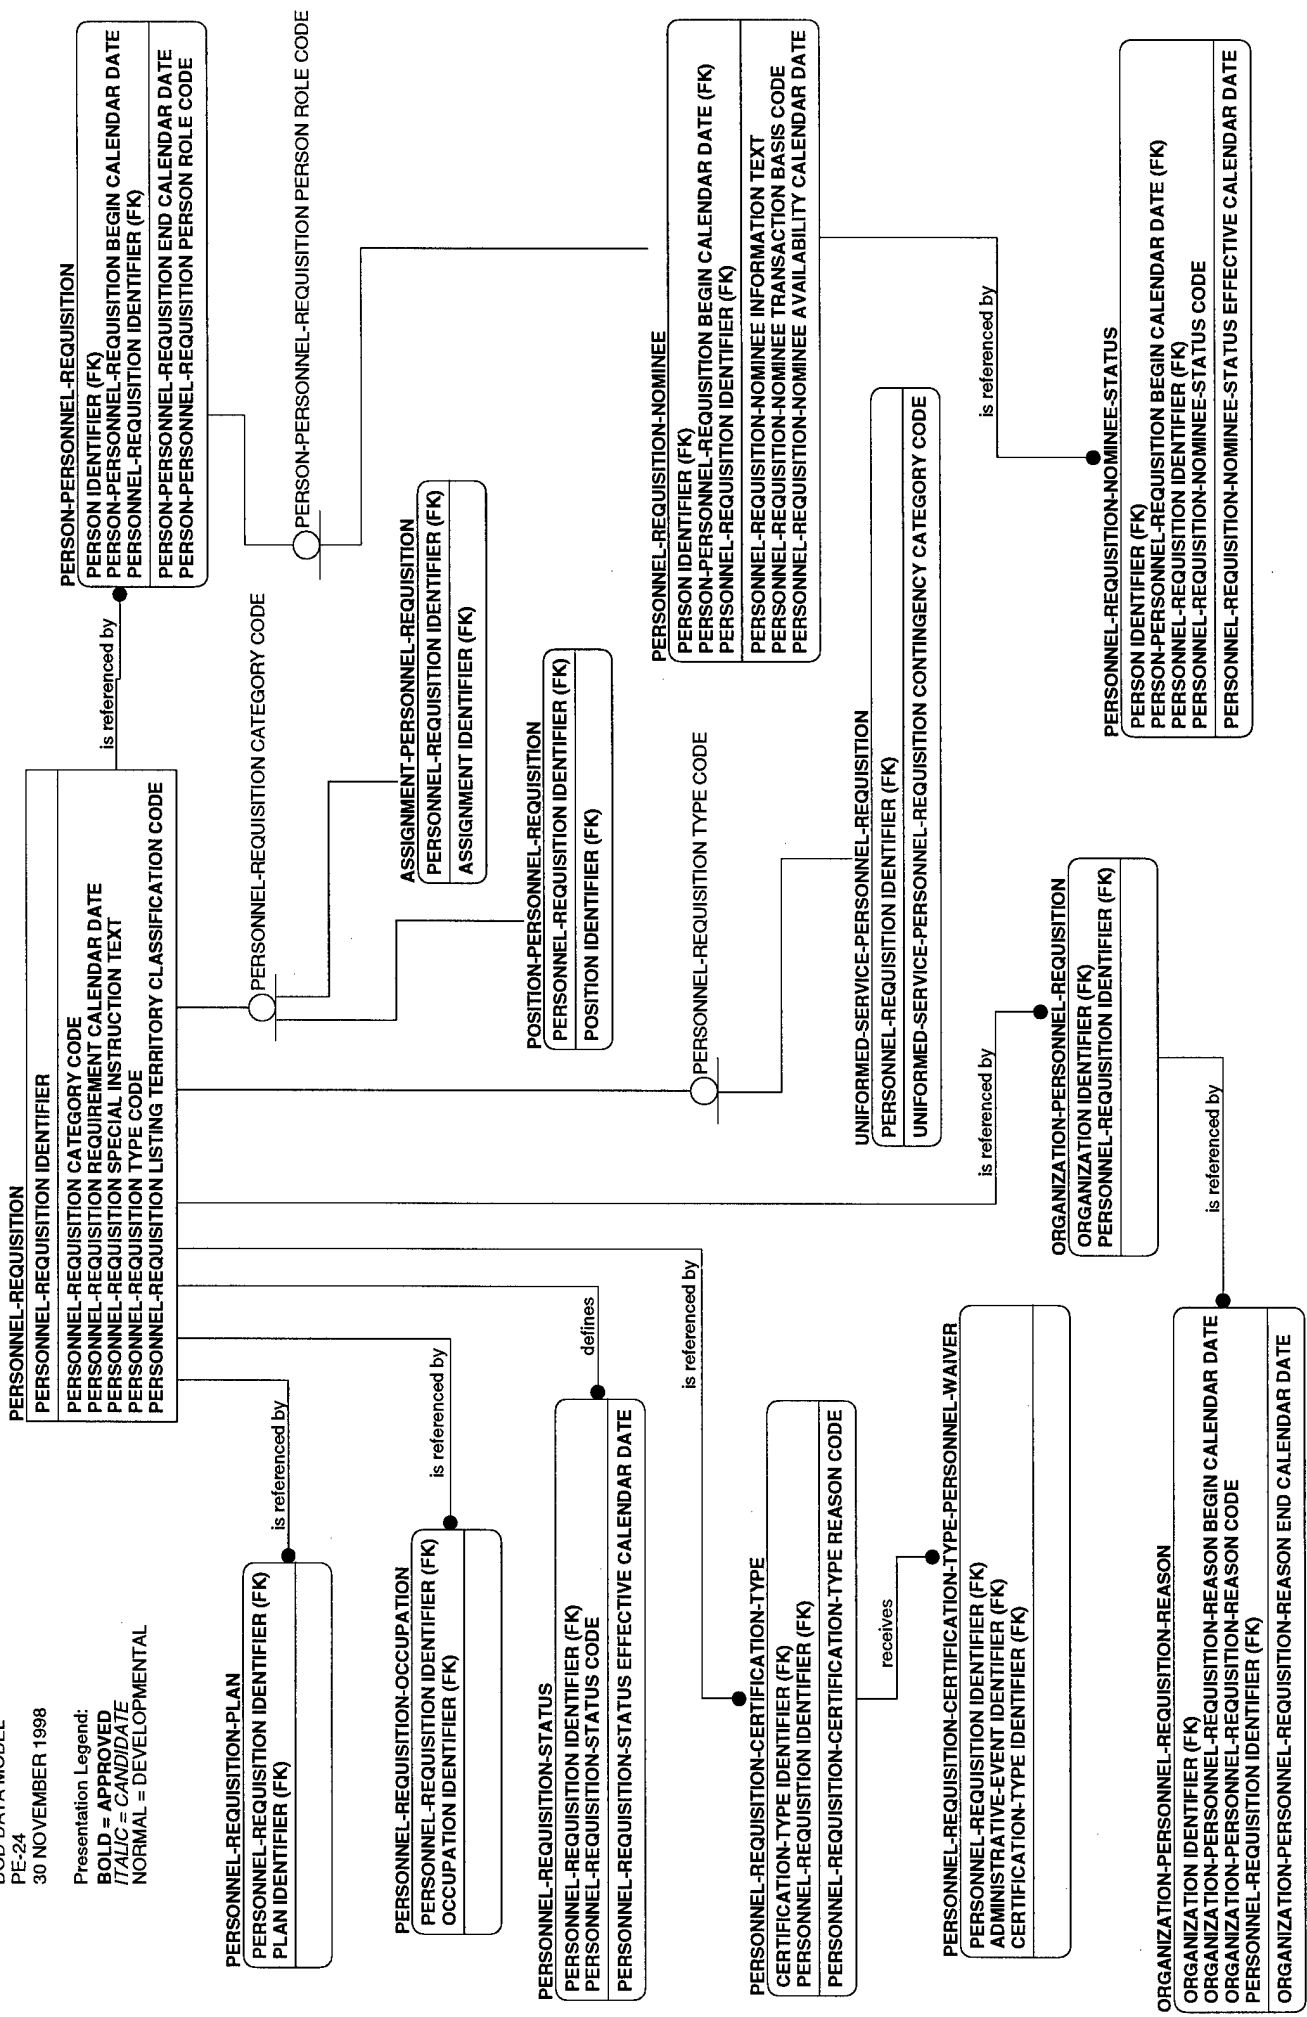 DOD DATA MODEL
PE-24
30 NOVEMBER 1998
Presentation Legend:
BOLD = APPROVED
ITALIC = CANDIDATE
NORMAL = DEVELOPMENTAL
PERSONNEL-REQUISITION
PERSONNEL-REQUISITION IDENTIFIER
PERSONNEL-REQUISITION CATEGORY CODE
PERSONNEL-REQUISITION REQUIREMENT CALENDAR DATE
PERSONNEL-REQUISITION SPECIAL INSTRUCTION TEXT
PERSONNEL-REQUISITION TYPE CODE
PERSONNEL-REQUISITION LISTING TERRITORY CLASSIFICATION CODE
is referenced by
PERSON-PERSONNEL-REQUISITION
PERSON IDENTIFIER (FK)
PERSON-PERSONNEL-REQUISITION BEGIN CALENDAR DATE
PERSONNEL-REQUISITION IDENTIFIER (FK)
PERSON-PERSONNEL-REQUISITION END CALENDAR DATE
PERSON-PERSONNEL-REQUISITION PERSON ROLE CODE
PERSON-PERSONNEL-REQUISITION PERSON ROLE CODE
is referenced by
PERSONNEL-REQUISITION-PLAN
PERSONNEL-REQUISITION IDENTIFIER (FK)
PLAN IDENTIFIER (FK)
PERSONNEL-REQUISITION CATEGORY CODE
is referenced by
PERSONNEL-REQUISITION-OCCUPATION
PERSONNEL-REQUISITION IDENTIFIER (FK)
OCCUPATION IDENTIFIER (FK)
ASSIGNMENT-PERSONNEL-REQUISITION
PERSONNEL-REQUISITION IDENTIFIER (FK)
ASSIGNMENT IDENTIFIER (FK)
defines
PERSONNEL-REQUISITION-STATUS
PERSONNEL-REQUISITION IDENTIFIER (FK)
PERSONNEL-REQUISITION-STATUS CODE
PERSONNEL-REQUISITION-STATUS EFFECTIVE CALENDAR DATE
POSITION-PERSONNEL-REQUISITION
PERSONNEL-REQUISITION IDENTIFIER (FK)
POSITION IDENTIFIER (FK)
PERSONNEL-REQUISITION-NOMINEE
PERSON IDENTIFIER (FK)
PERSON-PERSONNEL-REQUISITION BEGIN CALENDAR DATE (FK)
PERSONNEL-REQUISITION IDENTIFIER (FK)
PERSONNEL-REQUISITION-NOMINEE INFORMATION TEXT
PERSONNEL-REQUISITION-NOMINEE TRANSACTION BASIS CODE
PERSONNEL-REQUISITION-NOMINEE AVAILABILITY CALENDAR DATE
is referenced by
PERSONNEL-REQUISITION TYPE CODE
PERSONNEL-REQUISITION-CERTIFICATION-TYPE
CERTIFICATION-TYPE IDENTIFIER (FK)
PERSONNEL-REQUISITION IDENTIFIER (FK)
PERSONNEL-REQUISITION-CERTIFICATION-TYPE REASON CODE
UNIFORMED-SERVICE-PERSONNEL-REQUISITION
PERSONNEL-REQUISITION IDENTIFIER (FK)
UNIFORMED-SERVICE-PERSONNEL-REQUISITION CONTINGENCY CATEGORY CODE
receives
PERSONNEL-REQUISITION-CERTIFICATION-TYPE-PERSONNEL-WAIVER
PERSONNEL-REQUISITION IDENTIFIER (FK)
ADMINISTRATIVE-EVENT IDENTIFIER (FK)
CERTIFICATION-TYPE IDENTIFIER (FK)
is referenced by
is referenced by
ORGANIZATION-PERSONNEL-REQUISITION
ORGANIZATION IDENTIFIER (FK)
PERSONNEL-REQUISITION IDENTIFIER (FK)
PERSONNEL-REQUISITION-NOMINEE-STATUS
PERSON IDENTIFIER (FK)
PERSON-PERSONNEL-REQUISITION BEGIN CALENDAR DATE (FK)
PERSONNEL-REQUISITION IDENTIFIER (FK)
PERSONNEL-REQUISITION-NOMINEE-STATUS CODE
PERSONNEL-REQUISITION-NOMINEE-STATUS EFFECTIVE CALENDAR DATE
is referenced by
ORGANIZATION-PERSONNEL-REQUISITION-REASON
ORGANIZATION IDENTIFIER (FK)
ORGANIZATION-PERSONNEL-REQUISITION-REASON BEGIN CALENDAR DATE
ORGANIZATION-PERSONNEL-REQUISITION-REASON CODE
PERSONNEL-REQUISITION IDENTIFIER (FK)
ORGANIZATION-PERSONNEL-REQUISITION-REASON END CALENDAR DATE